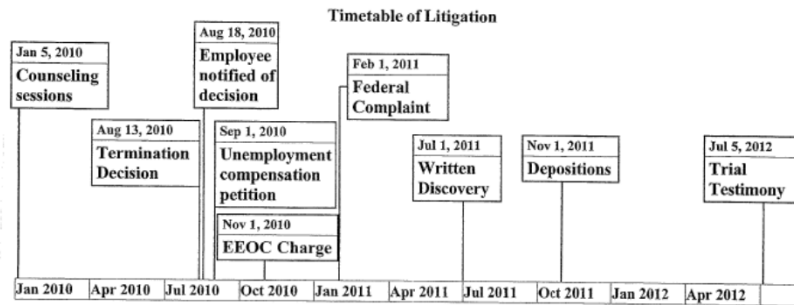 Timetable of Litigation
Jan 5, 2010
Counseling
sessions
Aug 13, 2010
Termination
Decision
Aug 18, 2010
Employee
notified of
decision
Sep 1, 2010
Unemployment
compensation
petition
Nov 1, 2010
EEOC Charge
Feb 1, 2011
Federal
Complaint
Jul 1, 2011
Written
Discovery
Nov 1, 2011
Depositions
Jul 5, 2012
Trial
Testimony
Jan 2010 Apr 2010 Jul 2010 Oct 2010 Jan 2011 Apr 2011 Jul 2011 Oct 2011 Jan 2012 Apr 2012